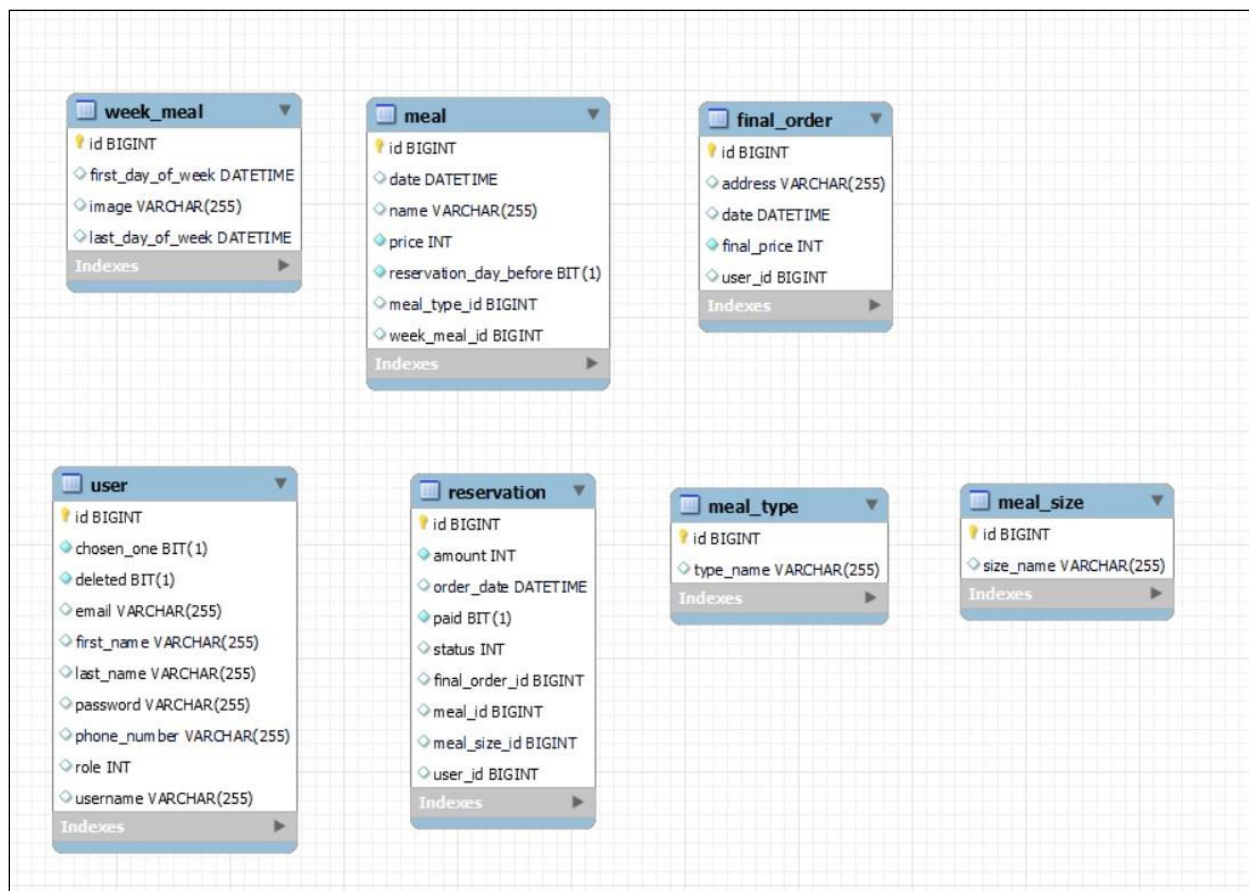 week_meal
id BIGINT
first_day_of_week DATETIME
image VARCHAR(255)
last_day_of_week DATETIME
Indexes
meal
id BIGINT
date DATETIME
name VARCHAR(255)
price INT
reservation_day_before BIT(1)
meal_type_id BIGINT
week_meal_id BIGINT
Indexes
final_order
id BIGINT
address VARCHAR(255)
date DATETIME
final_price INT
user_id BIGINT
Indexes
user
id BIGINT
chosen_one BIT(1)
deleted BIT(1)
email VARCHAR(255)
first_name VARCHAR(255)
last_name VARCHAR(255)
password VARCHAR(255)
phone_number VARCHAR(255)
role INT
username VARCHAR(255)
Indexes
reservation
id BIGINT
amount INT
order_date DATETIME
paid BIT(1)
status INT
final_order_id BIGINT
meal_id BIGINT
meal_size_id BIGINT
user_id BIGINT
Indexes
meal_type
id BIGINT
type_name VARCHAR(255)
Indexes
meal_size
id BIGINT
size_name VARCHAR(255)
Indexes